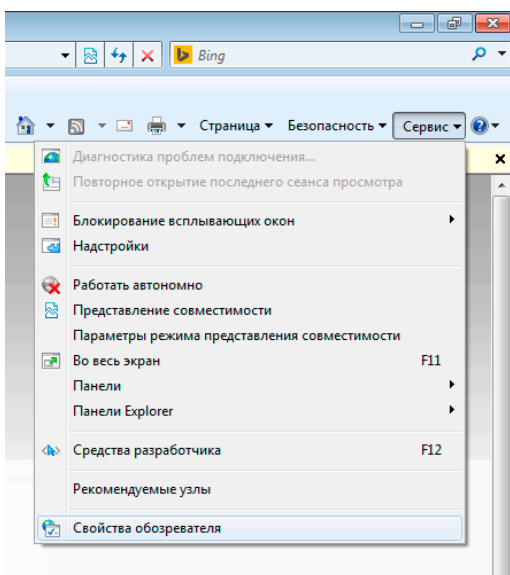 Bing
Страница Безопасность Сервис
Диагностика проблем подключения...
Повторное открытие последнего сеанса просмотра
Блокирование всплывающих окон
Надстройки
Работать автономно
Представление совместимости
Параметры режима представления совместимости
Во весь экран F11
Панели
Панели Explorer
Средства разработчика F12
Рекомендуемые узлы
Свойства обозревателя